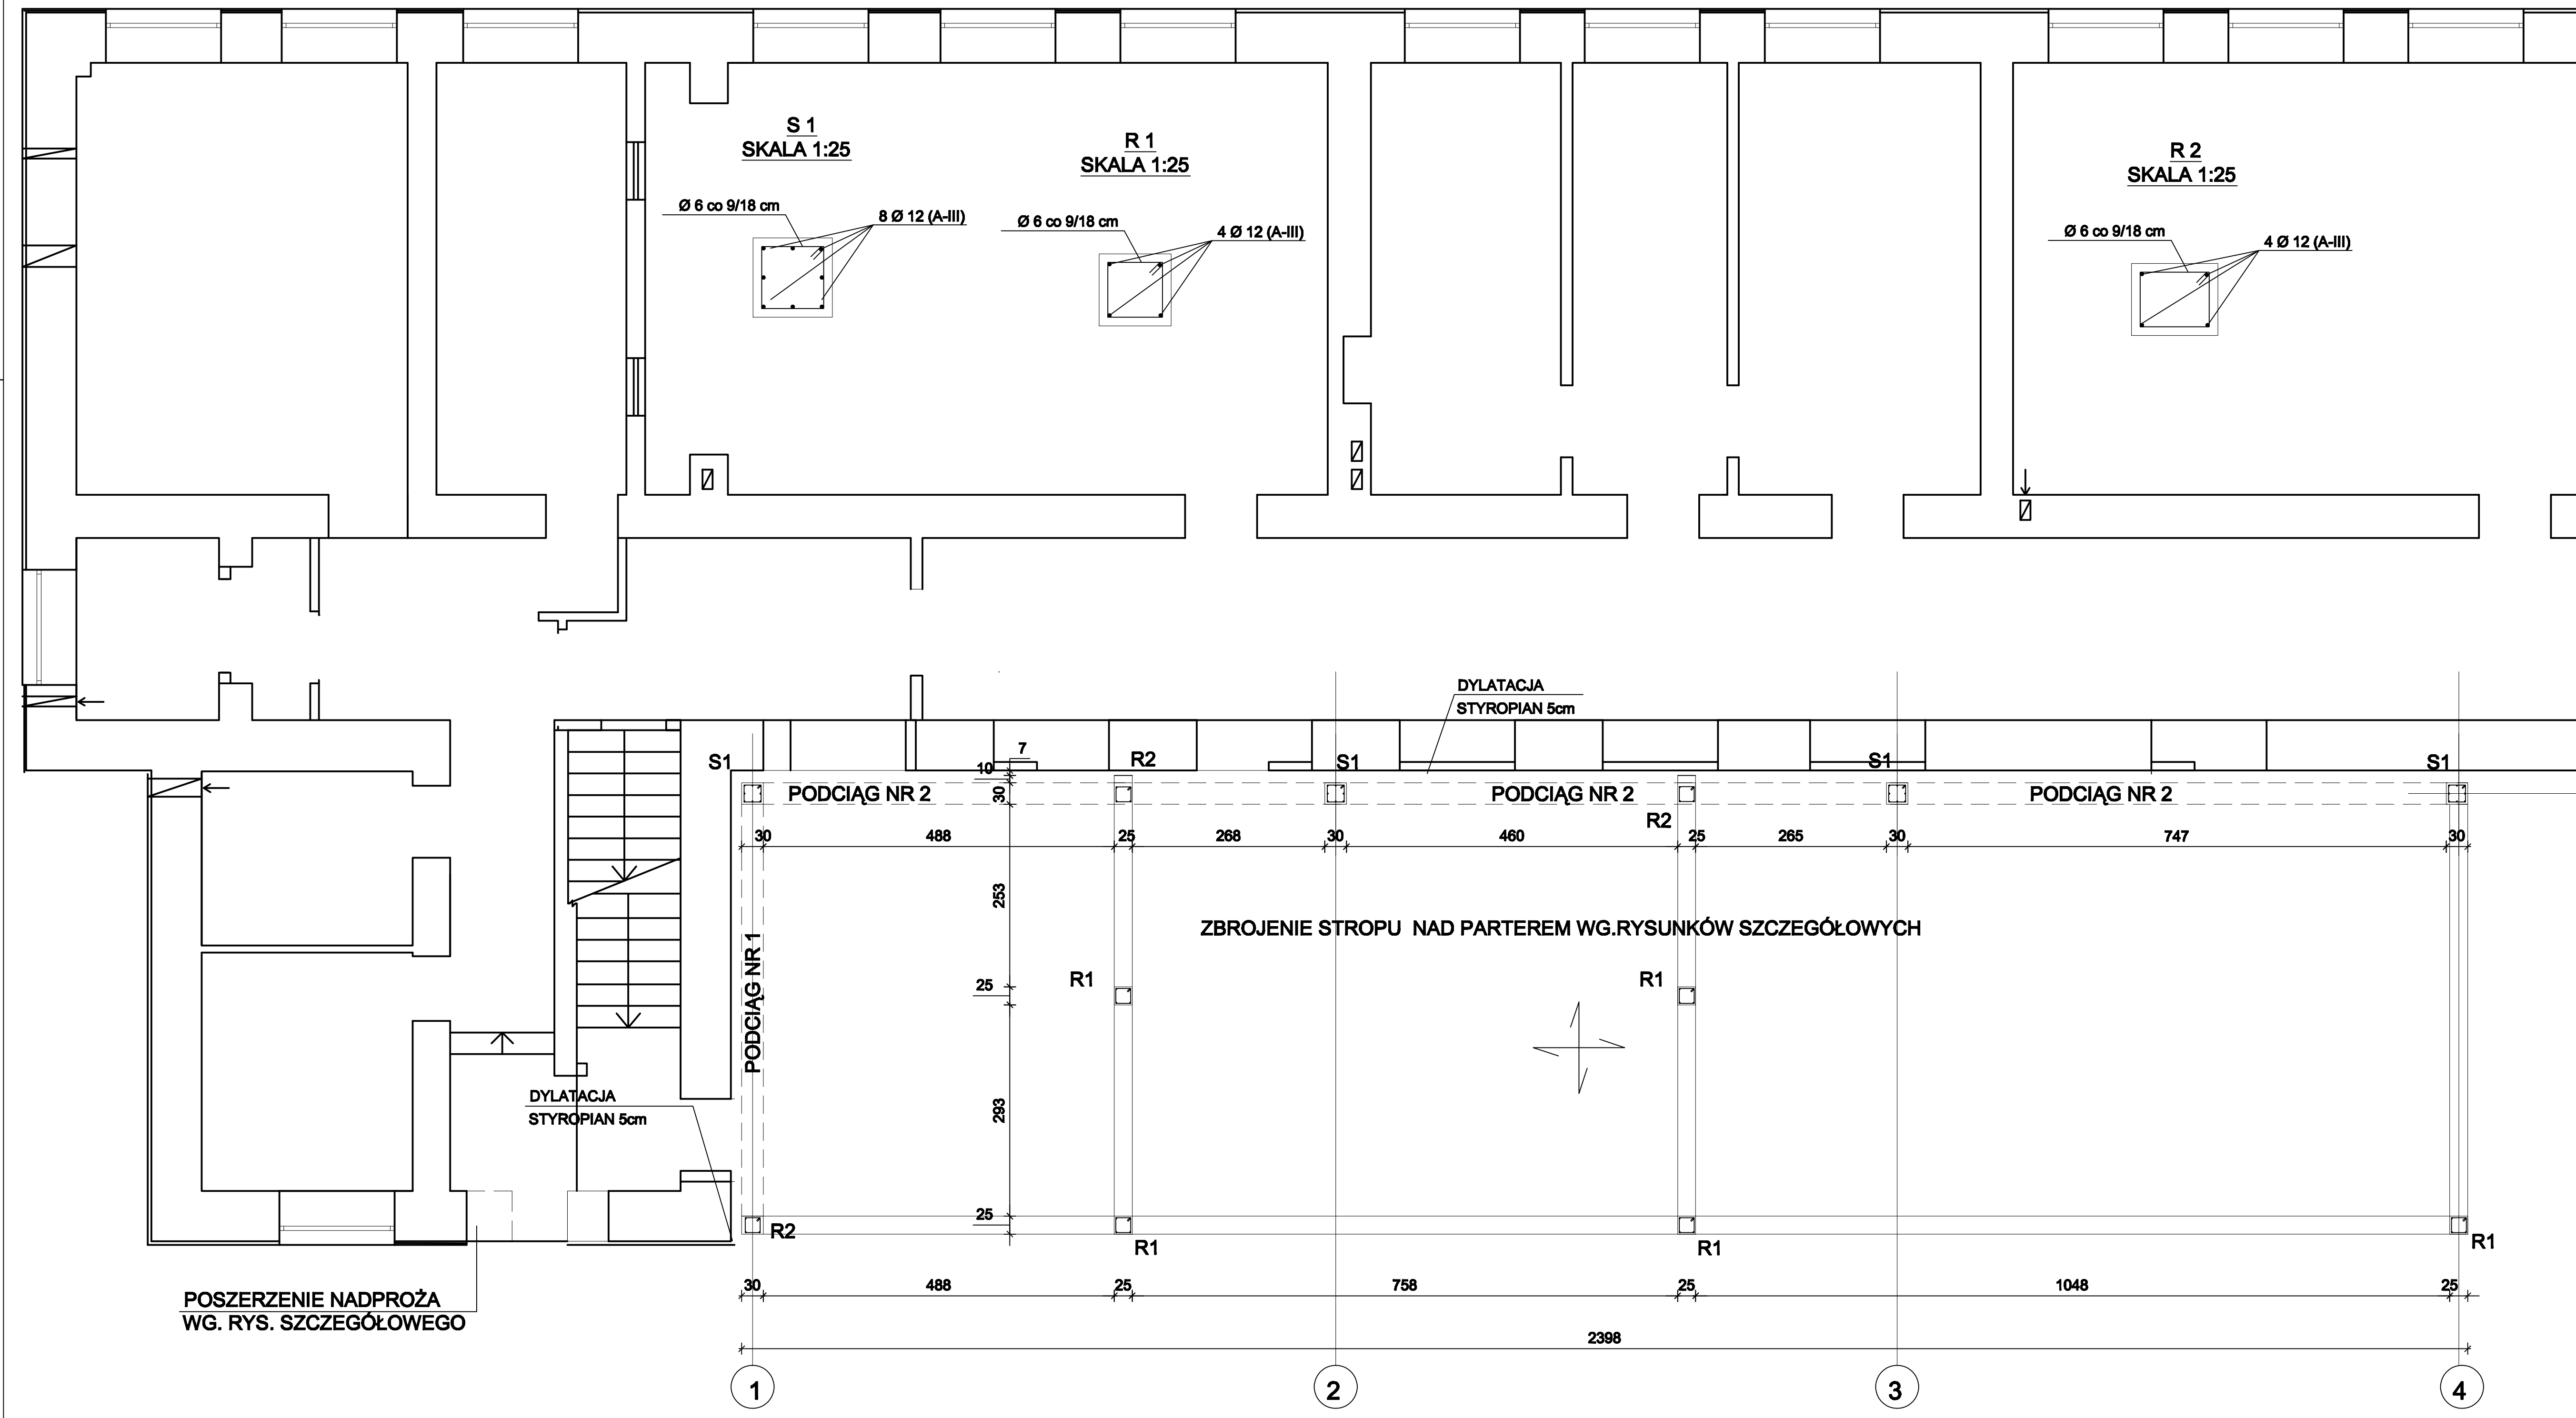 S 1
SKALA 1:25
Ø 6 co 9/18 cm
8 Ø 12 (A-III)
R 1
SKALA 1:25
Ø 6 co 9/18 cm
4 Ø 12 (A-III)
R 2
SKALA 1:25
Ø 6 co 9/18 cm
4 Ø 12 (A-III)
DYLATACJA
STYROPIAN 5cm
S1
7
10
30
R2
S1
S1
S1
PODCIĄG NR 2
PODCIĄG NR 2
PODCIĄG NR 2
R2
30
488
25
268
30
460
25
265
30
747
30
253
ZBROJENIE STROPU NAD PARTEREM WG.RYSUNKÓW SZCZEGÓŁOWYCH
PODCIĄG NR 1
25
R1
R1
293
DYLATACJA
STYROPIAN 5cm
25
R2
R1
R1
R1
30
488
25
758
25
1048
25
POSZERZENIE NADPROŻA
WG. RYS. SZCZEGÓŁOWEGO
2398
1
2
3
4